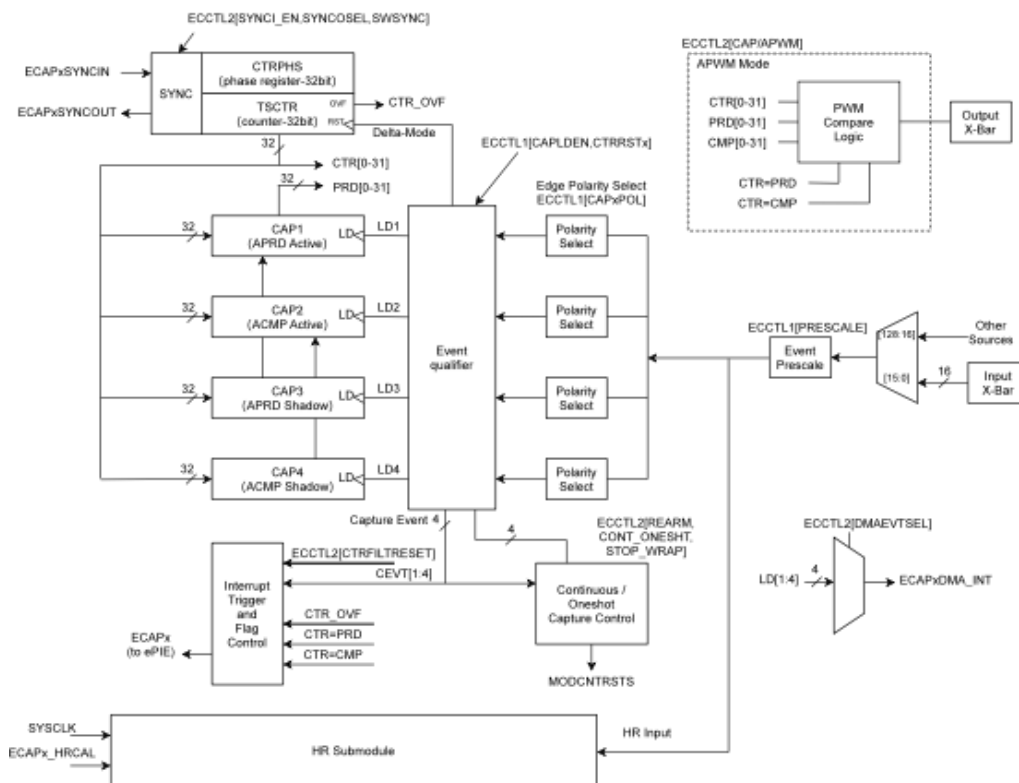 ECCTL2[SYNCI_EN,SYNCOSEL,SWSYNC]
ECAPxSYNCIN
ECAPxSYNCOUT
SYNC
CTRPHS
(phase register-32bit)
TSCTR
(counter-32bit)
OVF
RST
CTR_OVF
Delta-Mode
32
CTR[0-31]
32
PRD[0-31]
ECCTL1[CAPLDEN,CTRRSTx]
ECCTL2[CAP/APWM]
APWM Mode
CTR[0-31]
PRD[0-31]
CMP[0-31]
PWM
Compare
Logic
CTR=PRD
CTR=CMP
Output
X-Bar
Edge Polarity Select
ECCTL1[CAPxPOL]
32
CAP1
(APRD Active)
LD
LD1
Polarity
Select
32
CAP2
(ACMP Active)
LD
LD2
Polarity
Select
Event
qualifier
32
CAP3
(APRD Shadow)
LD
LD3
Polarity
Select
32
CAP4
(ACMP Shadow)
LD
LD4
Polarity
Select
ECCTL1[PRESCALE]
Event
Prescale
[128:16]
[15:0]
Other
Sources
16
Input
X-Bar
Capture Event 4
4
ECCTL2[REARM,
CONT_ONESHT,
STOP_WRAP]
ECCTL2[CTRFILTRESET]
CEVT[1:4]
Interrupt
Trigger
and
Flag
Control
CTR_OVF
CTR=PRD
CTR=CMP
ECAPx
(to ePIE)
Continuous /
Oneshot
Capture Control
MODCNTRSTS
ECCTL2[DMAEVTSEL]
LD[1:4]
4
ECAPxDMA_INT
SYSCLK
ECAPx_HRCAL
HR Submodule
HR Input